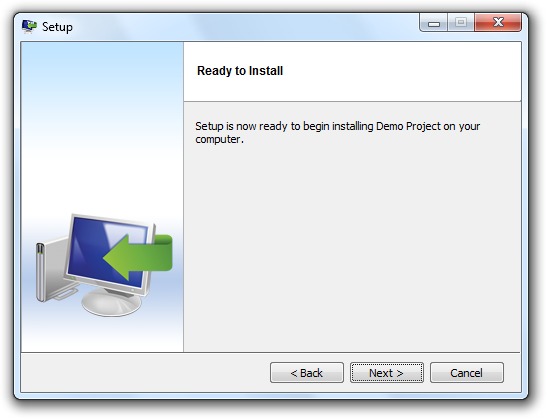 Setup
Ready to Install
Setup is now ready to begin installing Demo Project on your
computer.
< Back
Next >
Cancel